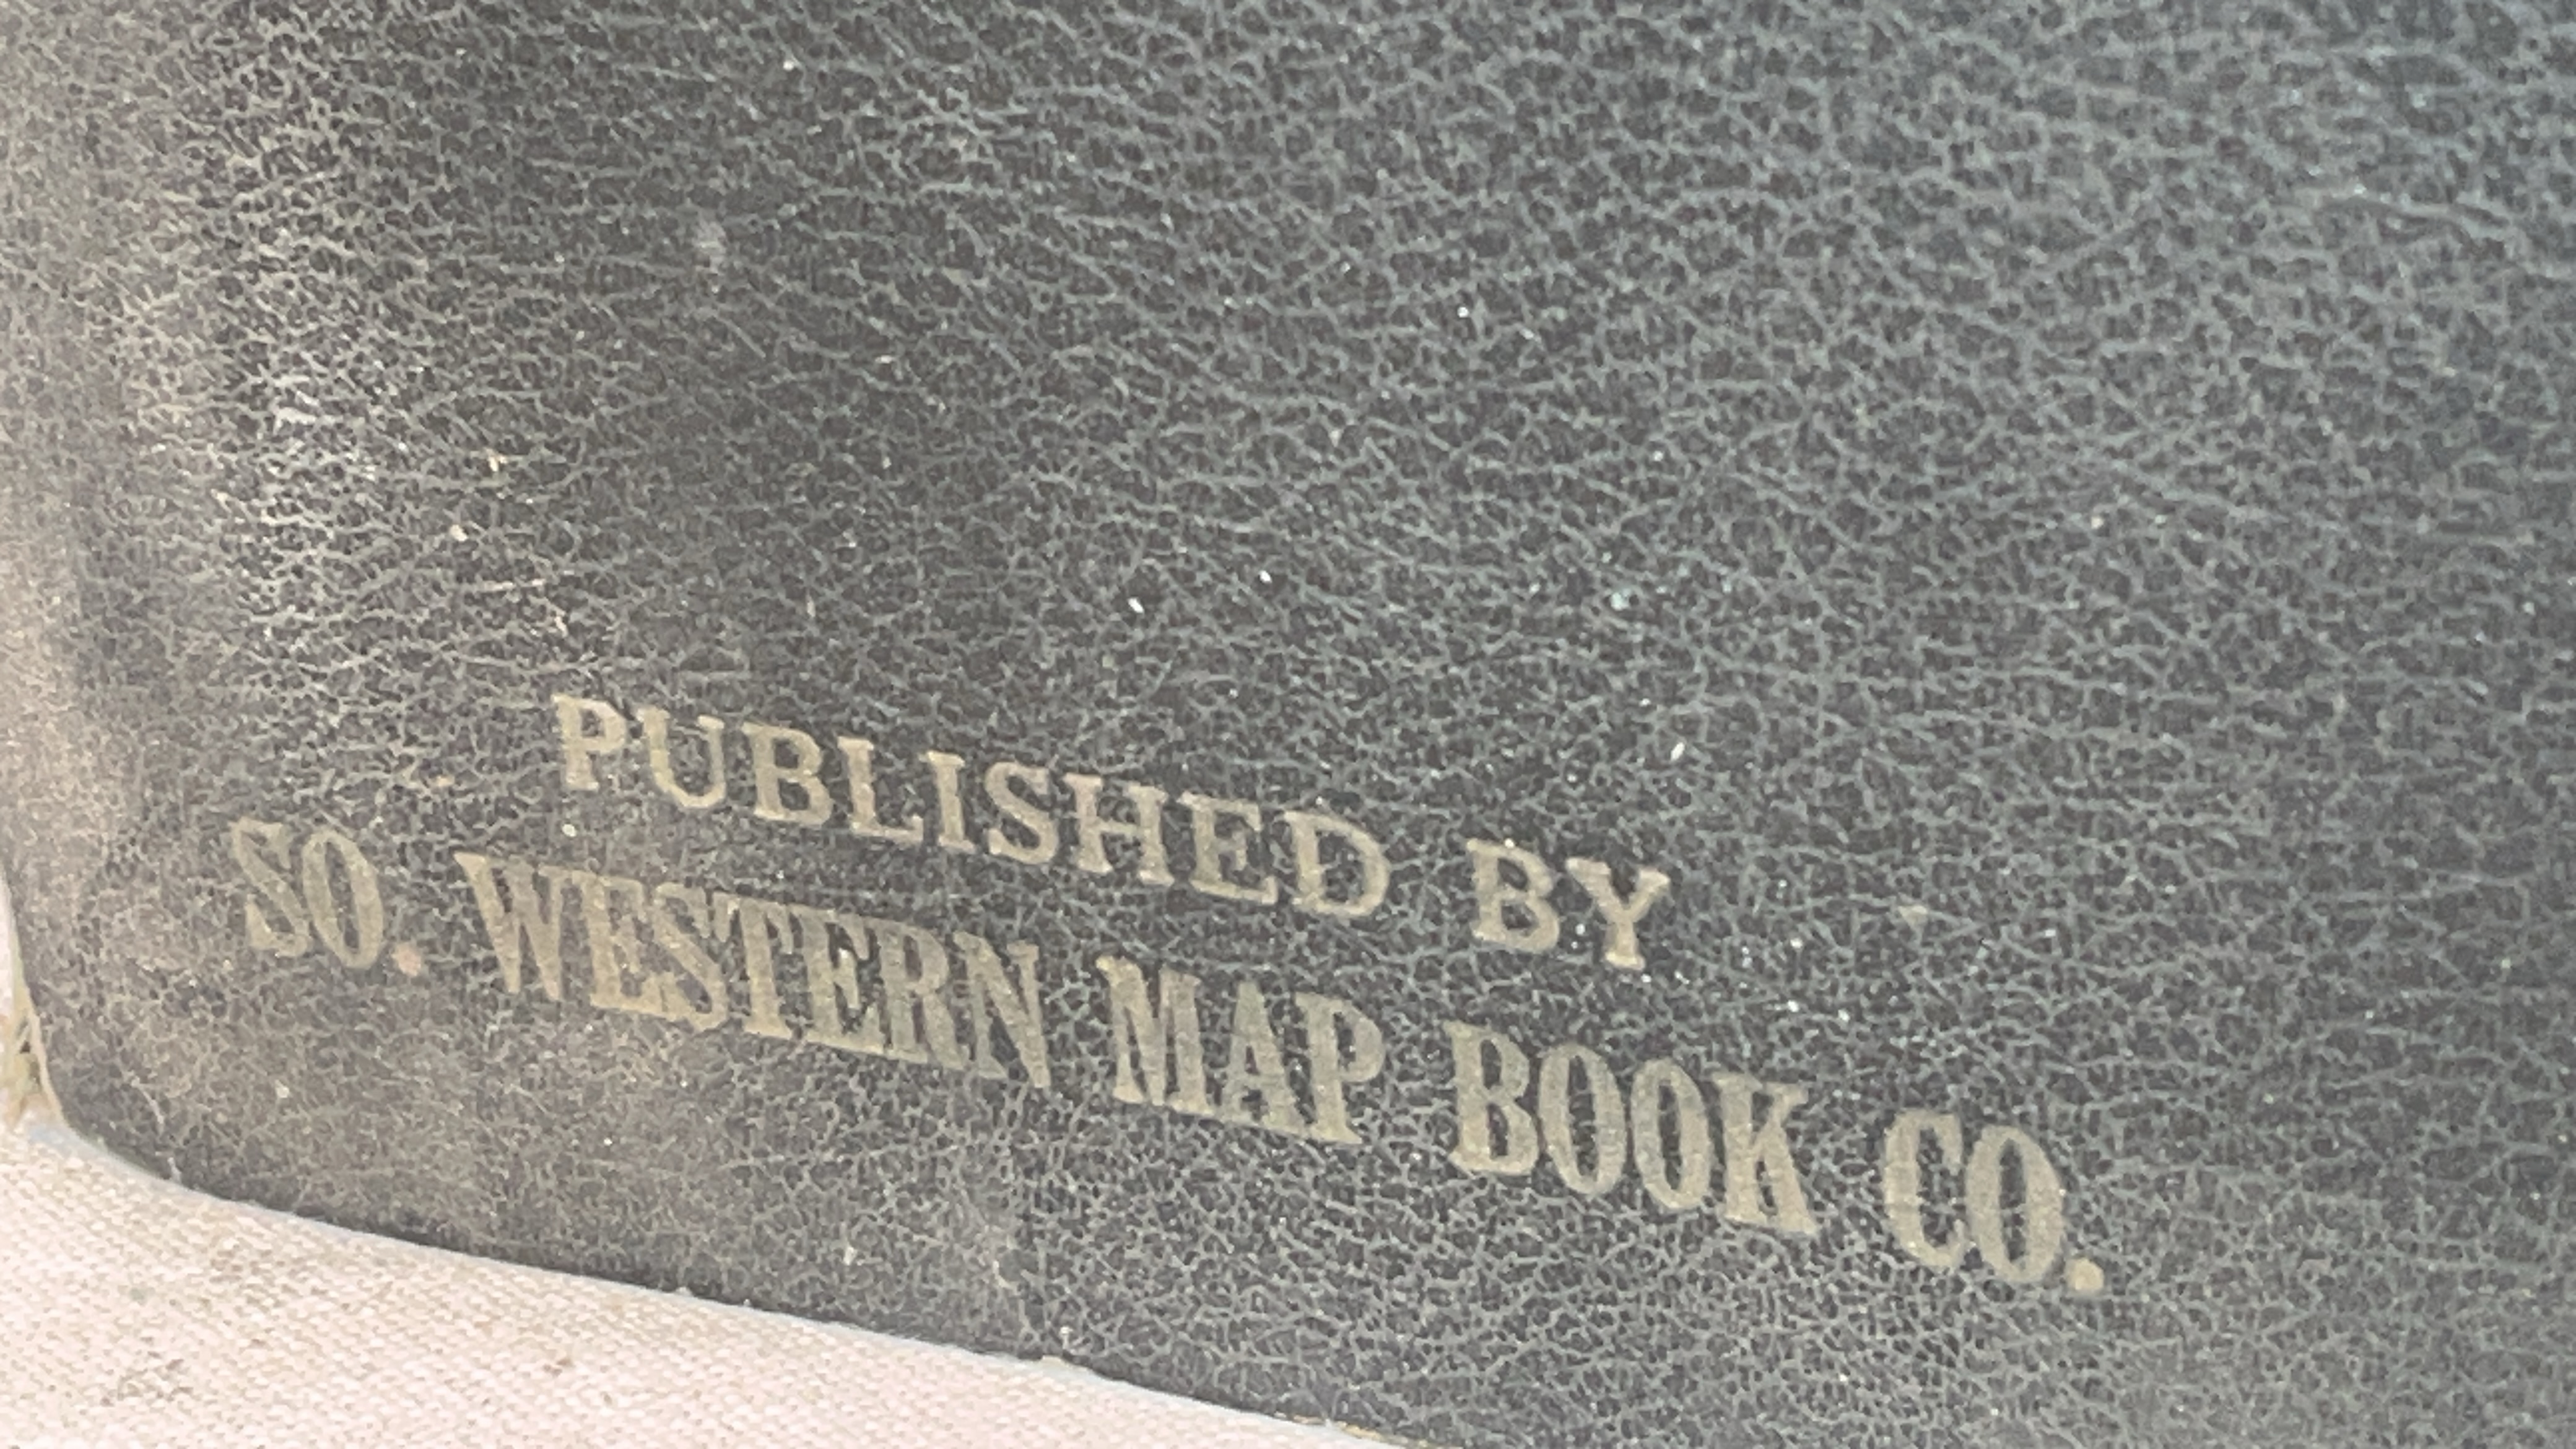 PUBLISHED BY
SO. WESTERN MAP BOOK CO.